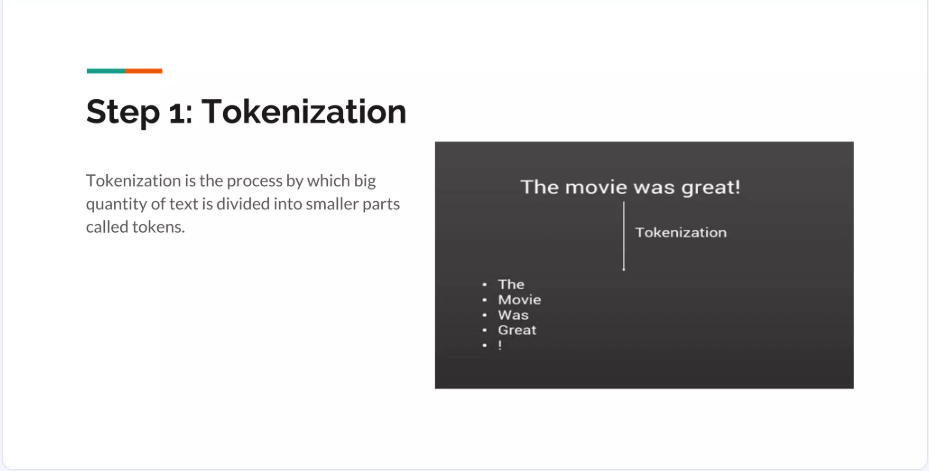 Step 1: Tokenization
Tokenization is the process by which big
quantity of text is divided into smaller parts
called tokens.
The movie was great!
Tokenization
• The
• Movie
• Was
• Great
• !